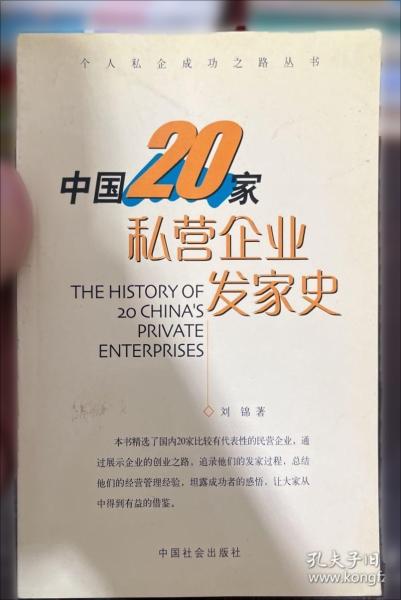 个人私企成功之路丛书
中国20家
私营企业
发家史
THE HISTORY OF
20 CHINA'S
PRIVATE
ENTERPRISES
刘锦著
本书精选了国内20家比较有代表性的民营企业，通
过展示企业的创业之路，追录他们的发家过程，总结
他们的经营管理经验，坦露成功者的感悟，让大家从
中得到有益的借鉴。
中国社会出版社
孔夫子旧
www.kongfz